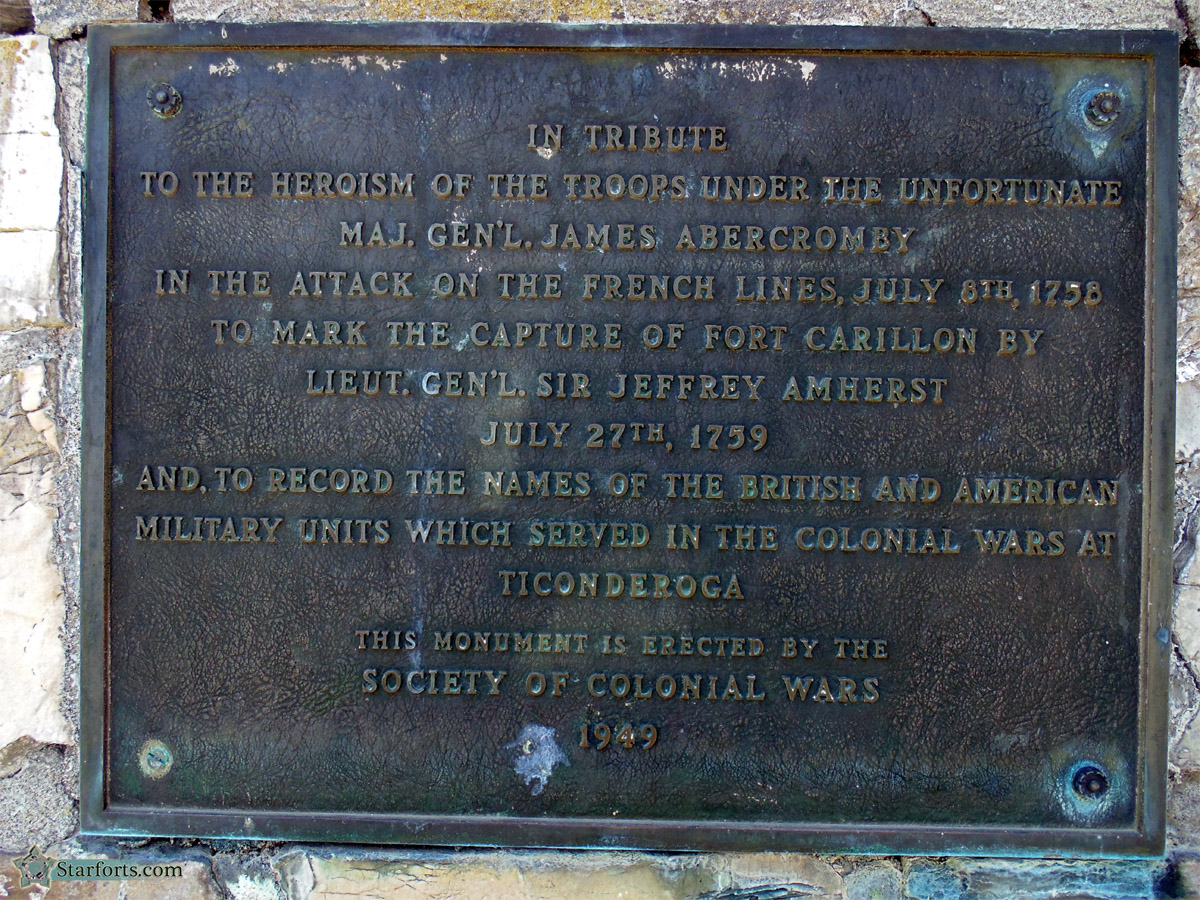 IN TRIBUTE
TO THE HEROISM OF THE TROOPS UNDER THE UNFORTUNATE
MAJ. GEN'L. JAMES ABERCROMBY
IN THE ATTACK ON THE FRENCH LINES, JULY 8TH, 1758
TO MARK THE CAPTURE OF FORT CARILLON BY
LIEUT. GEN'L. SIR JEFFREY AMHERST
JULY 27TH, 1759
AND, TO RECORD THE NAMES OF THE BRITISH AND AMERICAN
MILITARY UNITS WHICH SERVED IN THE COLONIAL WARS AT
TICONDEROGA
THIS MONUMENT IS ERECTED BY THE
SOCIETY OF COLONIAL WARS
1949
Starforts.com